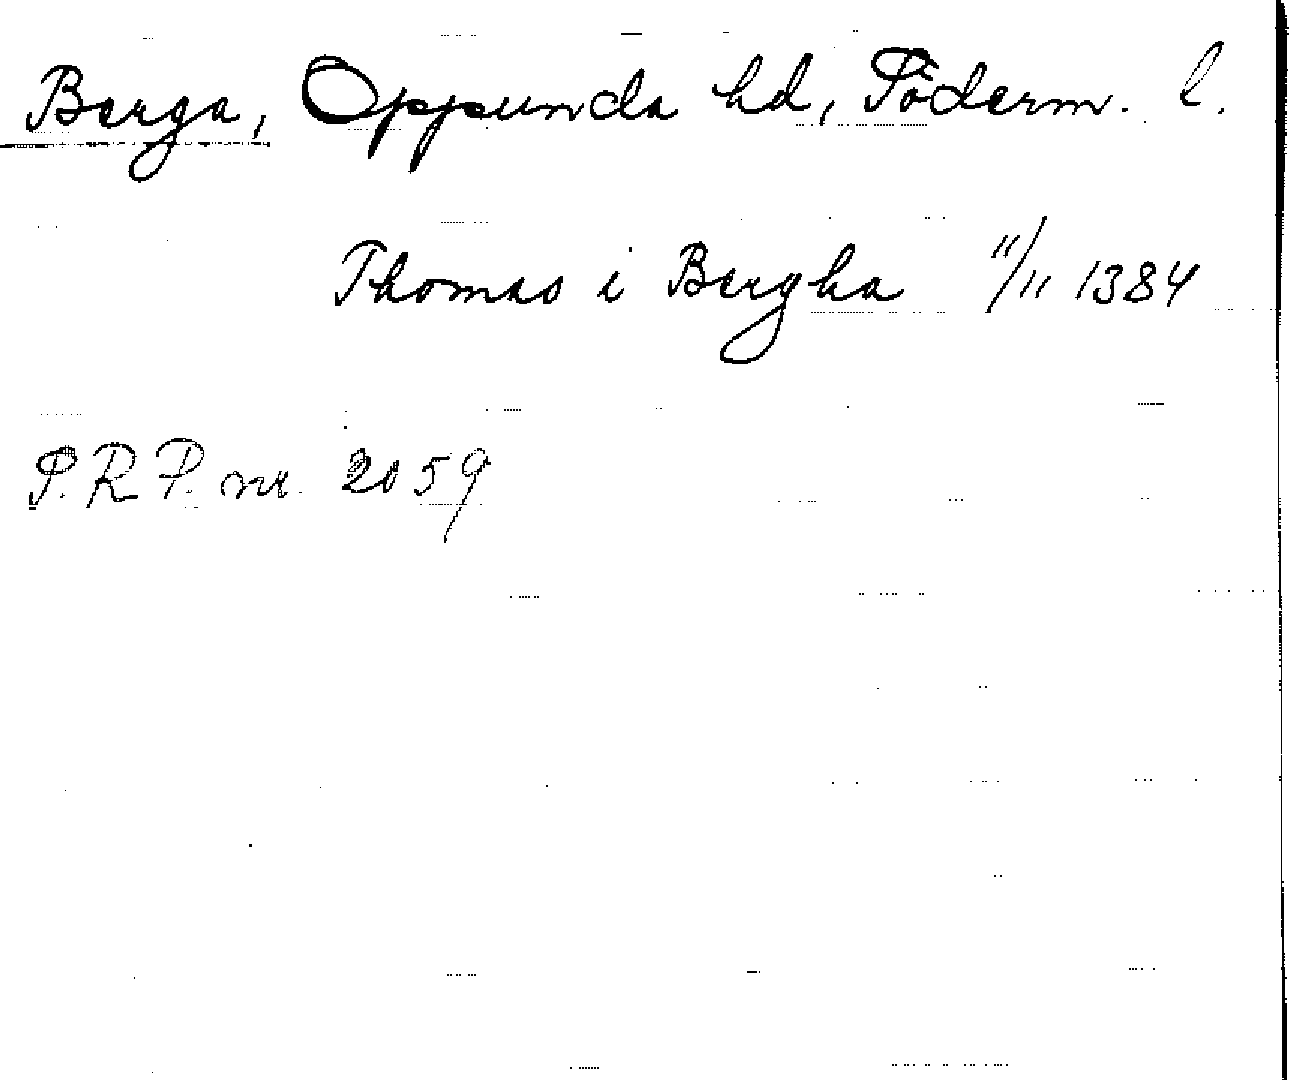 Berga, Oppunda hd, Söderm. l.
Thomas i Bergha 11/11 1384
S.R.P. nr. 2059